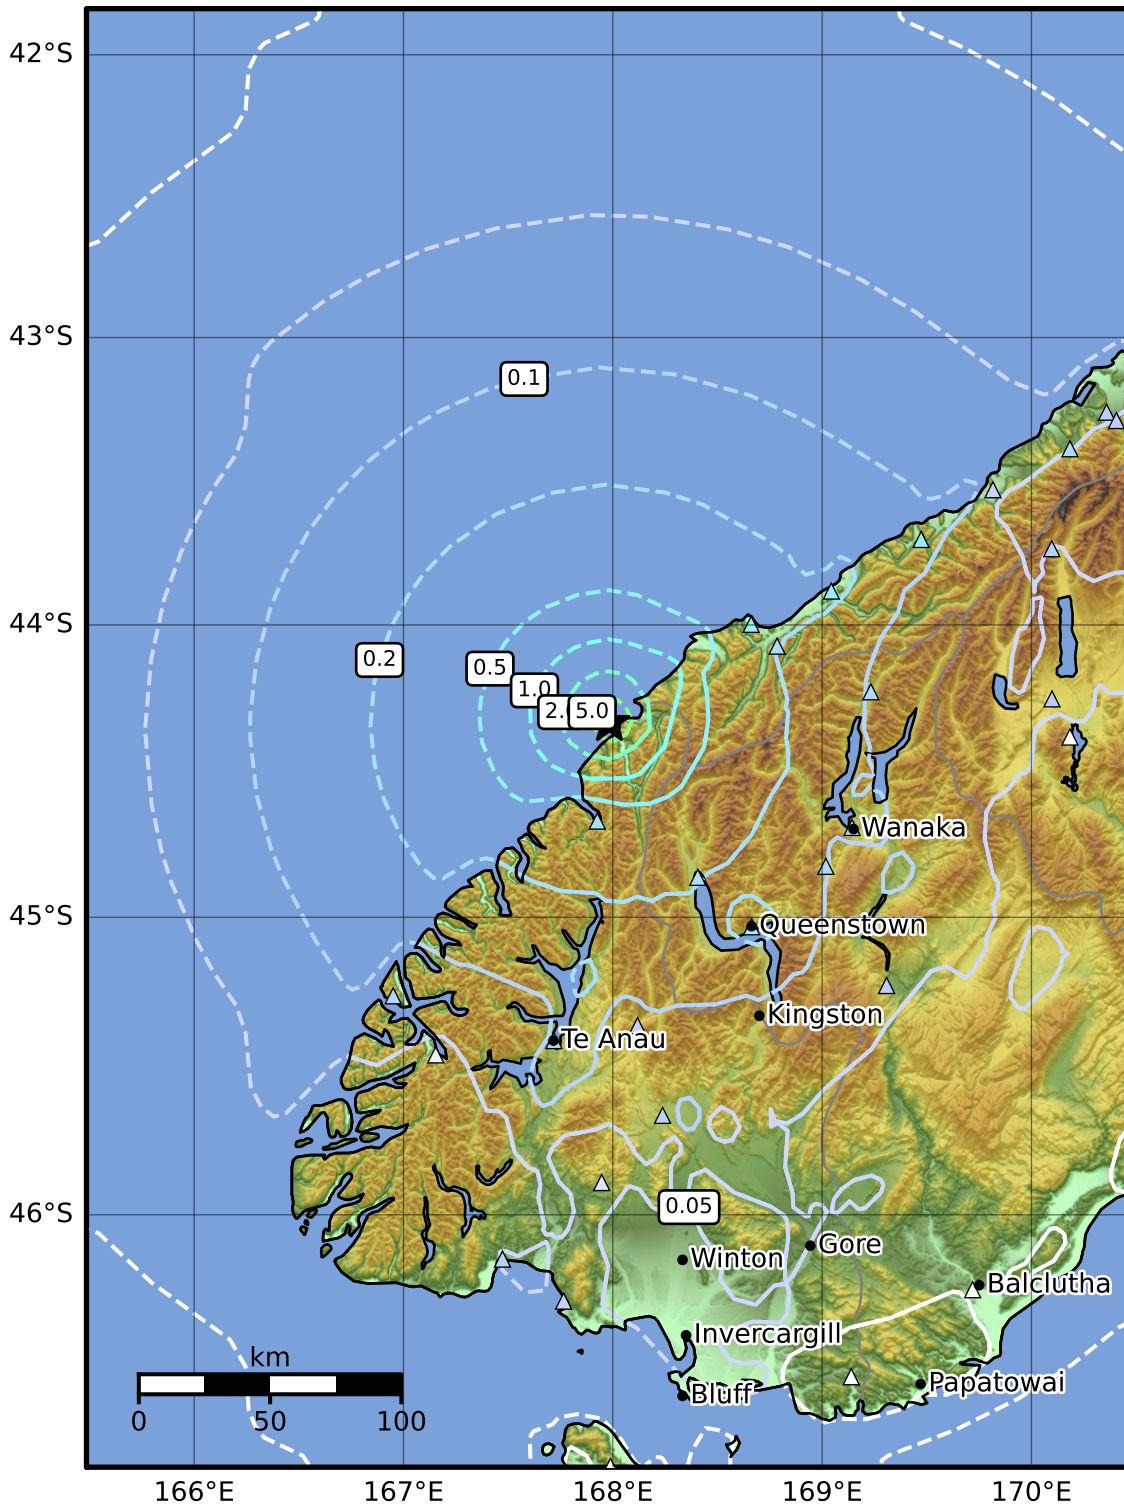 42°S
43°S
0.1
44°S
0.2
0.5
1.0
2.
5.0
Wanaka
45°S
Queenstown
Kingston
Te Anau
0.05
46°S
Gore
Winton
Balclutha
Invercargill
km
Papatowai
Bluff
0 50 100
166°E 167°E 168°E 169°E 170°E